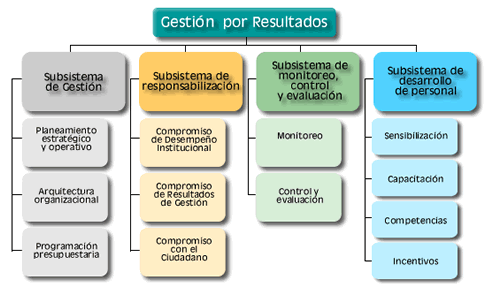 Gestión por Resultados
Subsistema
de Gestión
Planeamiento
estratégico
y operativo
Arquitectura
organizacional
Programación
presupuestaria
Subsistema de
responsabilización
Compromiso
de Desempeño
Institucional
Compromiso
de Resultados
de Gestión
Compromiso
con el
Ciudadano
Subsistema de
monitoreo,
control
y evaluación
Monitoreo
Control y
evaluación
Subsistema de
desarrollo
de personal
Sensibilización
Capacitación
Competencias
Incentivos